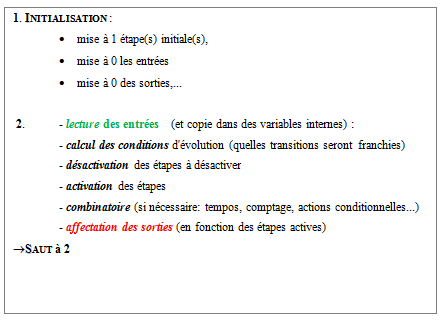 1. INITIALISATION :
• mise à 1 étape(s) initiale(s),
• mise à 0 les entrées
• mise à 0 des sorties,...
2. - lecture des entrées (et copie dans des variables internes) :
- calcul des conditions d'évolution (quelles transitions seront franchies)
- désactivation des étapes à désactiver
- activation des étapes
- combinatoire (si nécessaire: tempos, comptage, actions conditionnelles...)
- affectation des sorties (en fonction des étapes actives)
→SAUT à 2